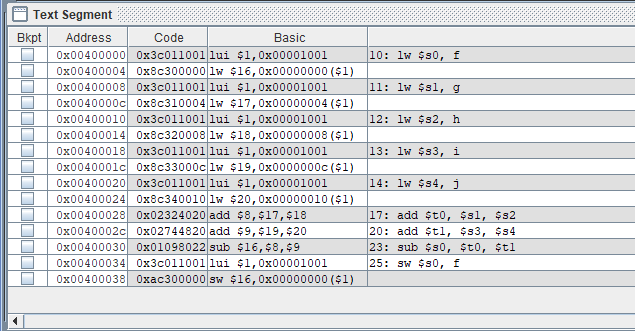 Text Segment
Bkpt Address Code Basic
0x00400000 0x3c011001 lui $1,0x00001001 10: lw $s0, f
0x00400004 0x8c300000 lw $16,0x00000000($1)
0x00400008 0x3c011001 lui $1,0x00001001 11: lw $s1, g
0x0040000c 0x8c310004 lw $17,0x00000004($1)
0x00400010 0x3c011001 lui $1,0x00001001 12: lw $s2, h
0x00400014 0x8c320008 lw $18,0x00000008($1)
0x00400018 0x3c011001 lui $1,0x00001001 13: lw $s3, i
0x0040001c 0x8c33000c lw $19,0x0000000c($1)
0x00400020 0x3c011001 lui $1,0x00001001 14: lw $s4, j
0x00400024 0x8c340010 lw $20,0x00000010($1)
0x00400028 0x02324020 add $8,$17,$18 17: add $t0, $s1, $s2
0x0040002c 0x02744820 add $9,$19,$20 20: add $t1, $s3, $s4
0x00400030 0x01098022 sub $16,$8,$9 23: sub $s0, $t0, $t1
0x00400034 0x3c011001 lui $1,0x00001001 25: sw $s0, f
0x00400038 0xac300000 sw $16,0x00000000($1)